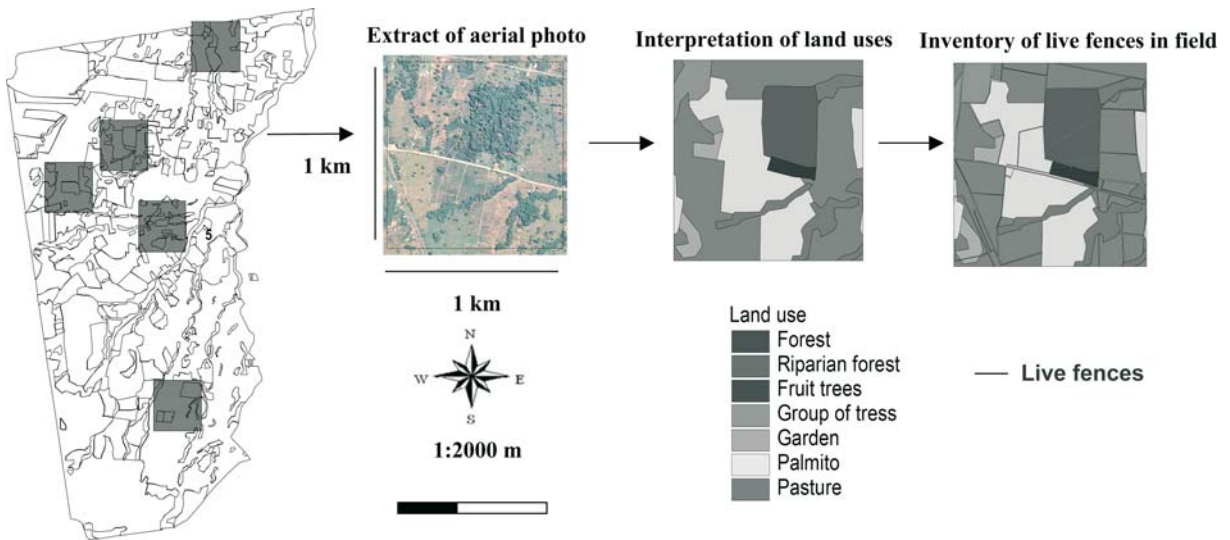 Extract of aerial photo
Interpretation of land uses
Inventory of live fences in field
1 km
5
1 km
N
W
E
S
1:2000 m
Land use
Forest
Riparian forest
Fruit trees
Group of tress
Garden
Palmito
Pasture
Live fences